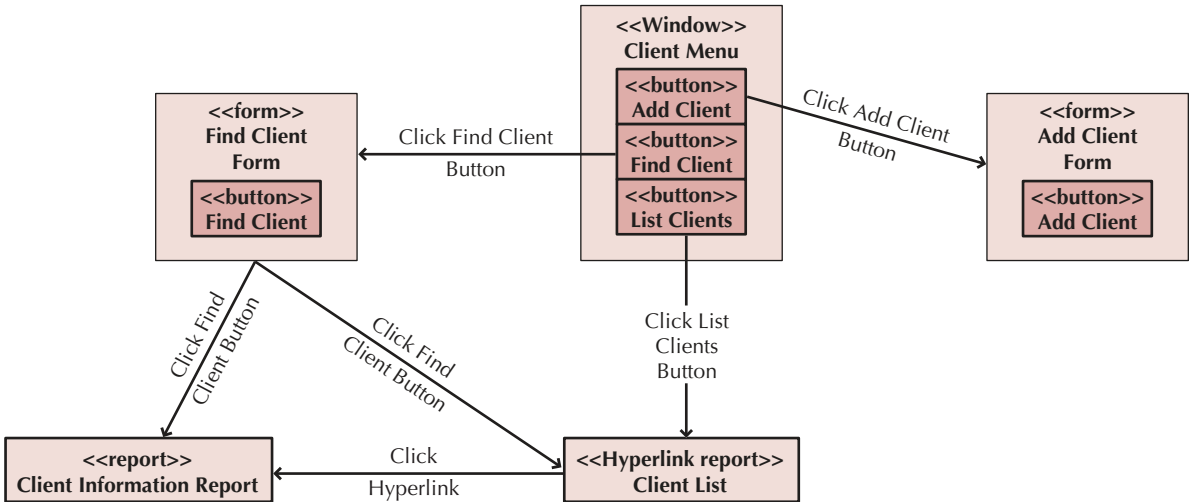 <<Window>>
Client Menu
<<button>>
Add Client
<<button>>
Find Client
<<button>>
List Clients
<<form>>
Find Client
Form
<<button>>
Find Client
Click Find Client
Button
Click Add Client
Button
<<form>>
Add Client
Form
<<button>>
Add Client
Click Find
Client Button
Click Find
Client Button
Click List
Clients
Button
<<report>>
Client Information Report
Click
Hyperlink
<<Hyperlink report>>
Client List